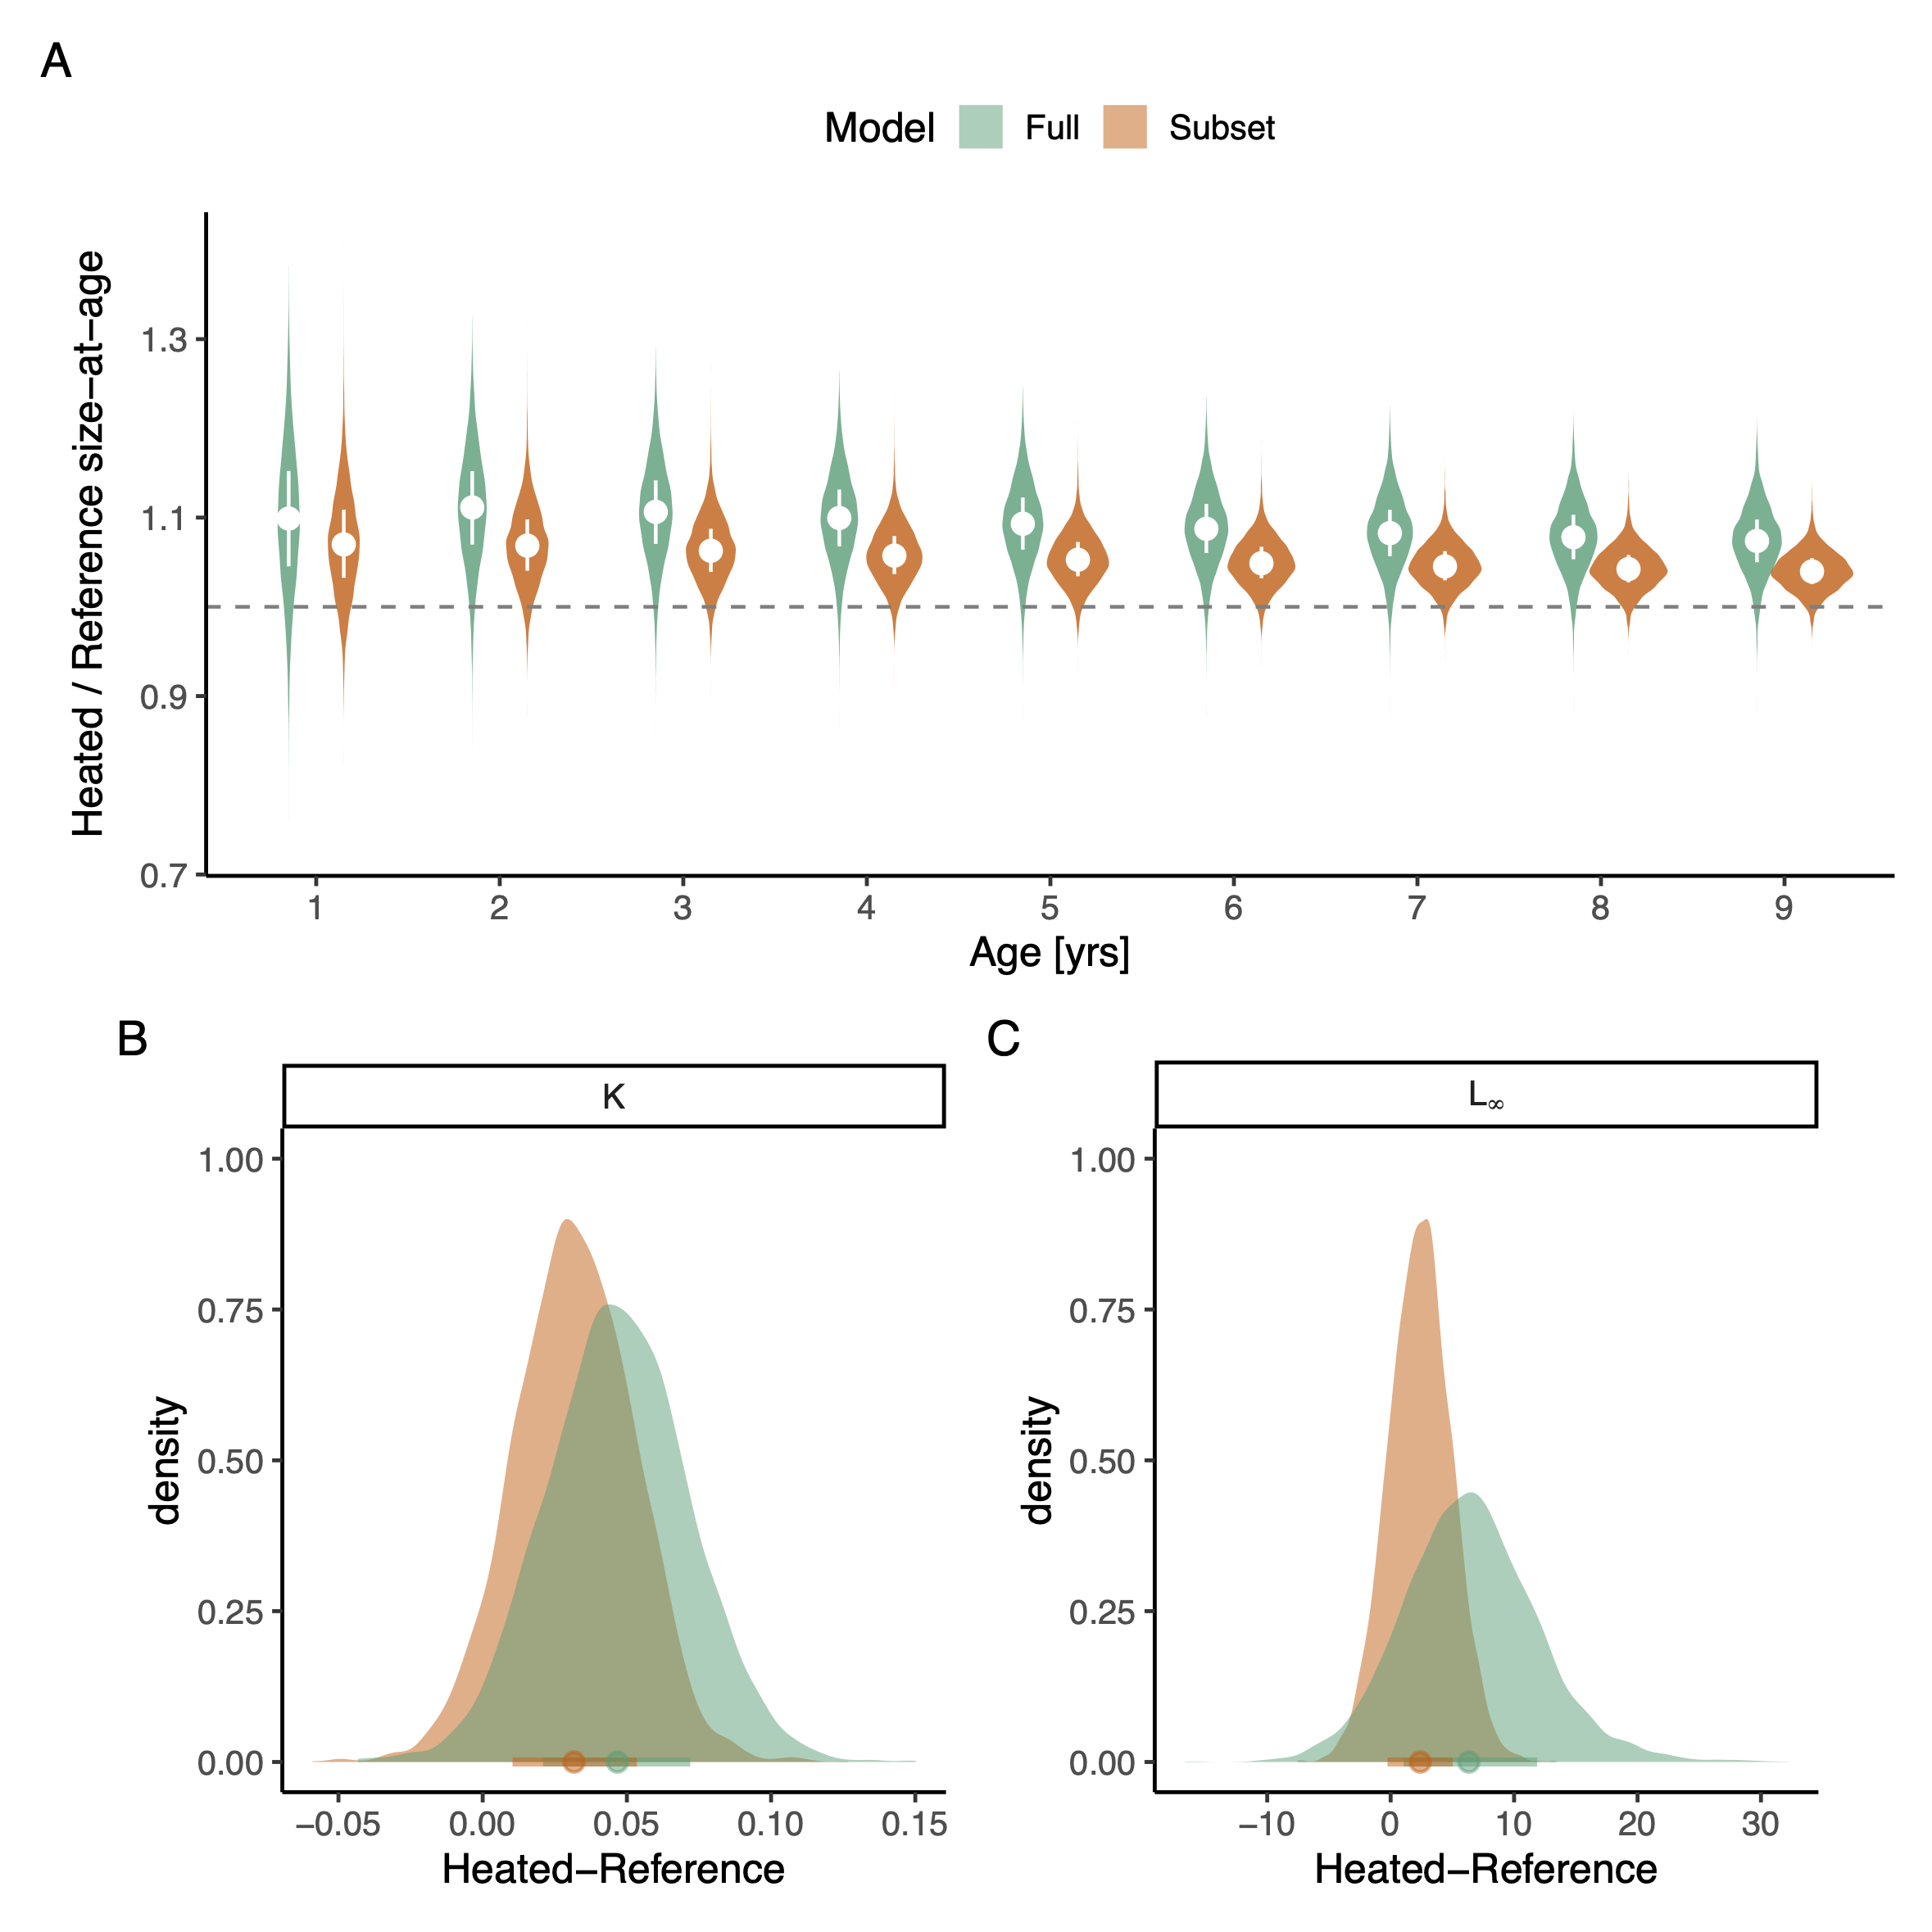 A
Model Full Subset
Heated / Reference size−at−age
1.3
1.1
0.9
0.7
1 2 3 4 5 6 7 8 9
Age [yrs]
B
K
density
1.00
0.75
0.50
0.25
0.00
−0.05 0.00 0.05 0.10 0.15
Heated−Reference
C
L∞
density
1.00
0.75
0.50
0.25
0.00
−10 0 10 20 30
Heated−Reference